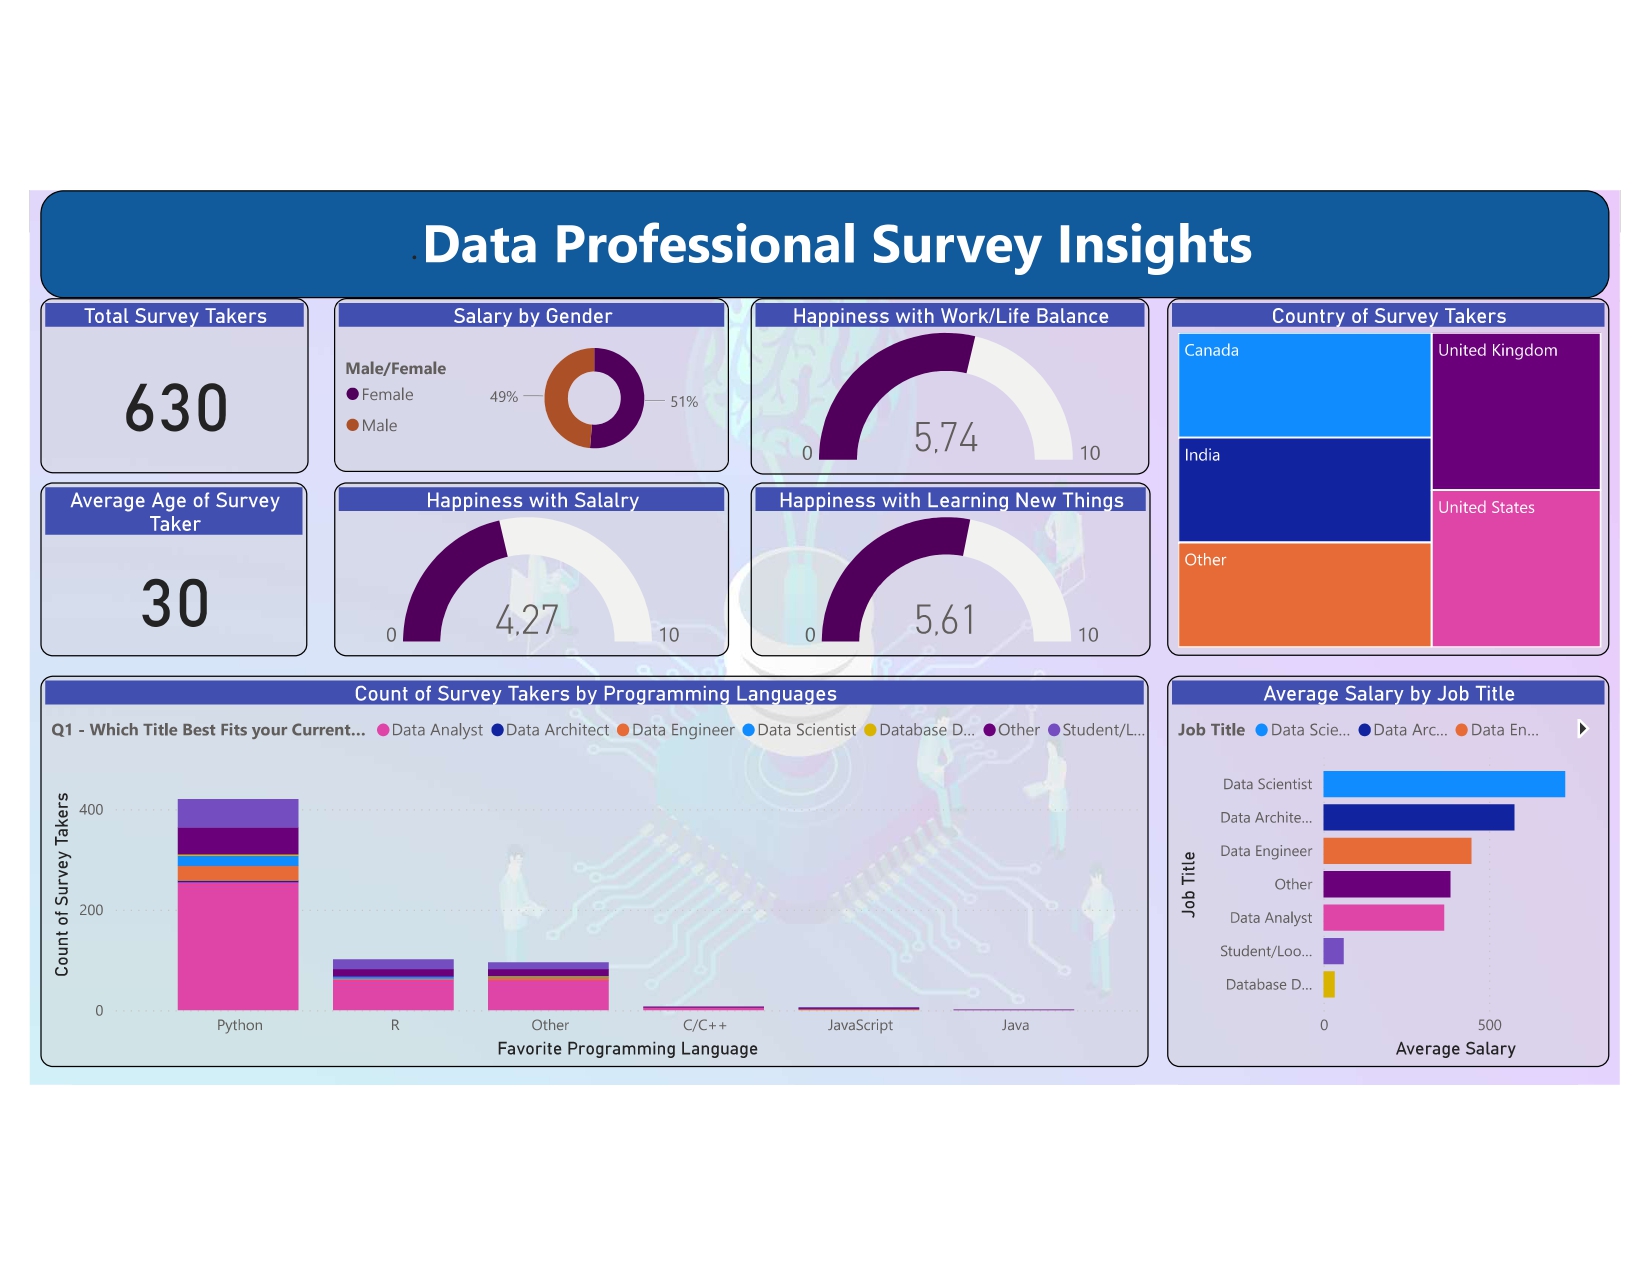 .Data Professional Survey Insights
Total Survey Takers
630
Salary by Gender
Male/Female
Female
Male
49%
51%
Happiness with Work/Life Balance
0
5,74
10
Country of Survey Takers
Canada
India
Other
United Kingdom
United States
Average Age of Survey
Taker
30
Happiness with Salalry
0
4,27
10
Happiness with Learning New Things
0
5,61
10
Count of Survey Takers by Programming Languages
Q1 - Which Title Best Fits your Current... Data Analyst Data Architect Data Engineer Data Scientist Database D... Other Student/L...
Count of Survey Takers
400
200
0
Python R Other C/C++ JavaScript Java
Favorite Programming Language
Average Salary by Job Title
Job Title Data Scie... Data Arc... Data En...
Job Title
Data Scientist
Data Archite...
Data Engineer
Other
Data Analyst
Student/Loo...
Database D...
0 500
Average Salary